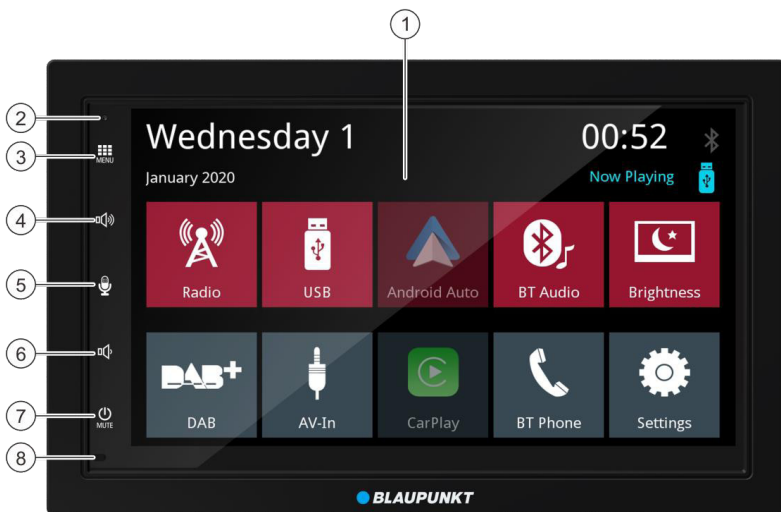 1
2
Wednesday 1 00:52
3 MENU
January 2020 Now Playing
4
5
Radio USB Android Auto BT Audio Brightness
6
DAB+
7 MUTE
DAB AV-In CarPlay BT Phone Settings
8
BLAUPUNKT